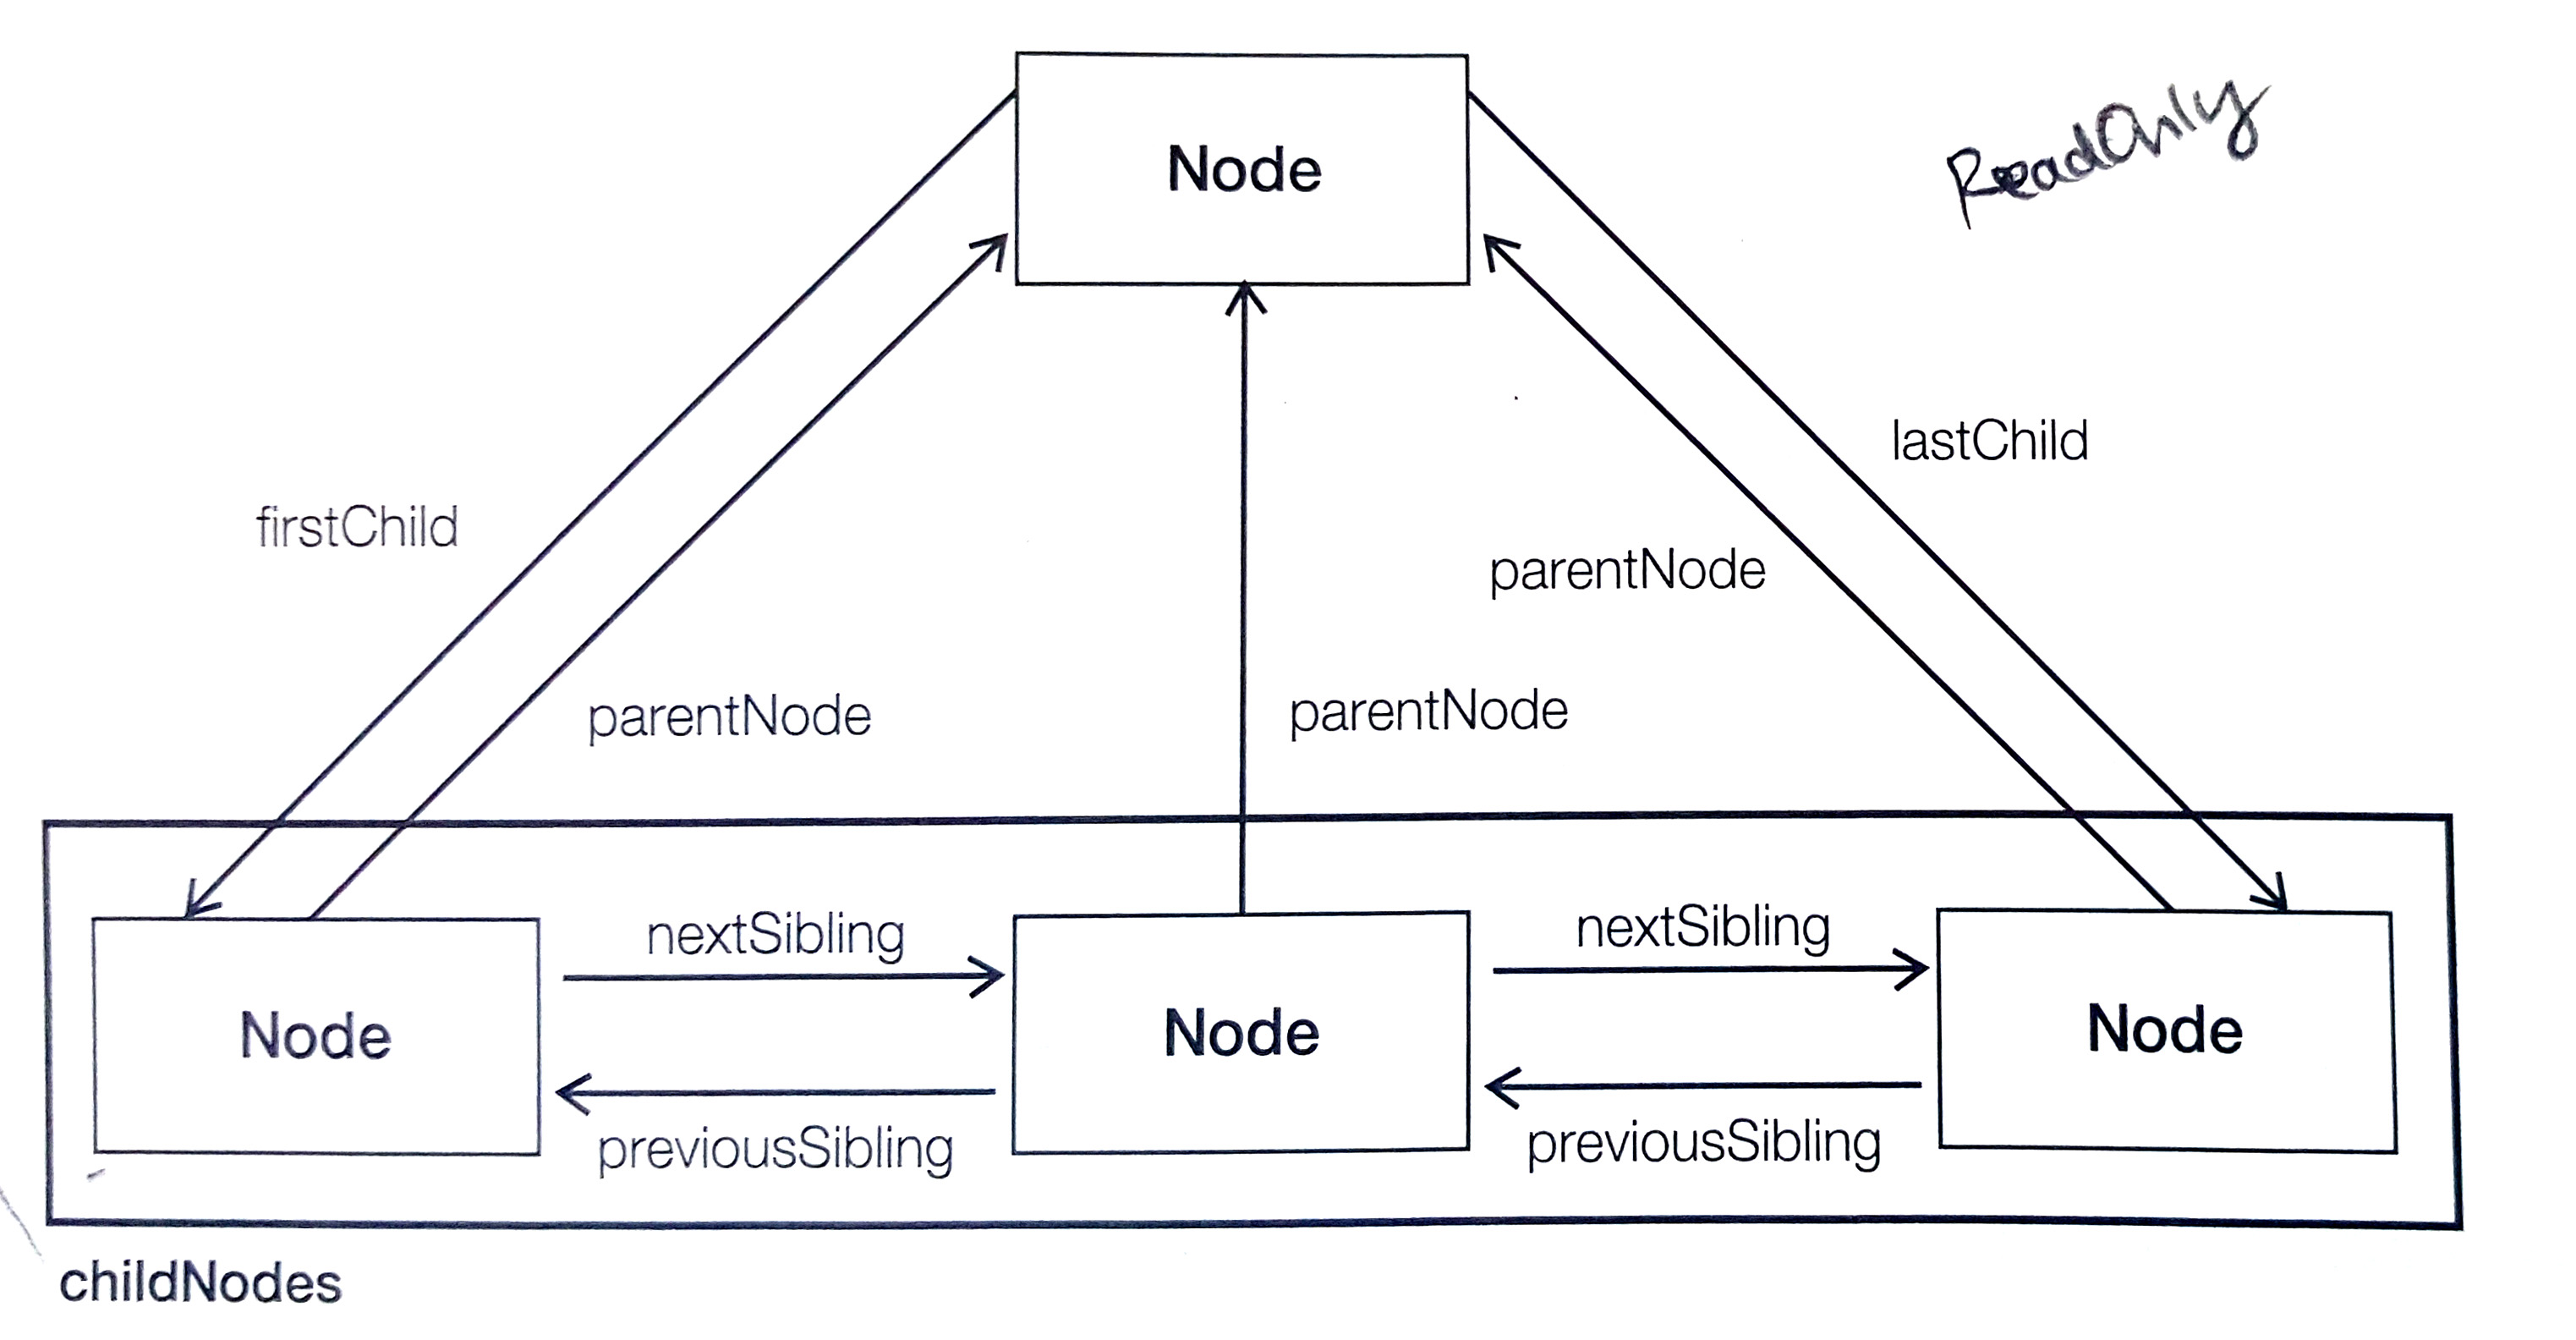 Node
ReadOnly
lastChild
firstChild
parentNode
parentNode
parentNode
nextSibling
nextSibling
Node
Node
Node
previousSibling
previousSibling
childNodes